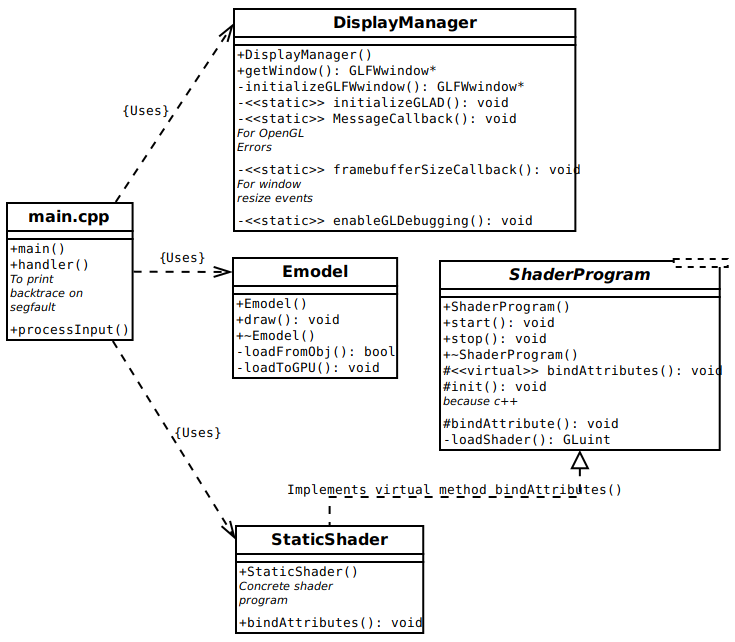 DisplayManager
+DisplayManager()
+getWindow(): GLFWwindow*
-initializeGLFWwindow(): GLFWwindow*
-<<static>> initializeGLAD(): void
-<<static>> MessageCallback(): void
For OpenGL
Errors
-<<static>> framebufferSizeCallback(): void
For window
resize events
-<<static>> enableGLDebugging(): void
{Uses}
main.cpp
+main()
+handler()
To print
backtrace on
segfault
+processInput()
{Uses}
Emodel
+Emodel()
+draw(): void
+~Emodel()
-loadFromObj(): bool
-loadToGPU(): void
ShaderProgram
+ShaderProgram()
+start(): void
+stop(): void
+~ShaderProgram()
#<<virtual>> bindAttributes(): void
#init(): void
because c++
#bindAttribute(): void
-loadShader(): GLuint
{Uses}
Implements virtual method bindAttributes()
StaticShader
+StaticShader()
Concrete shader
program
+bindAttributes(): void